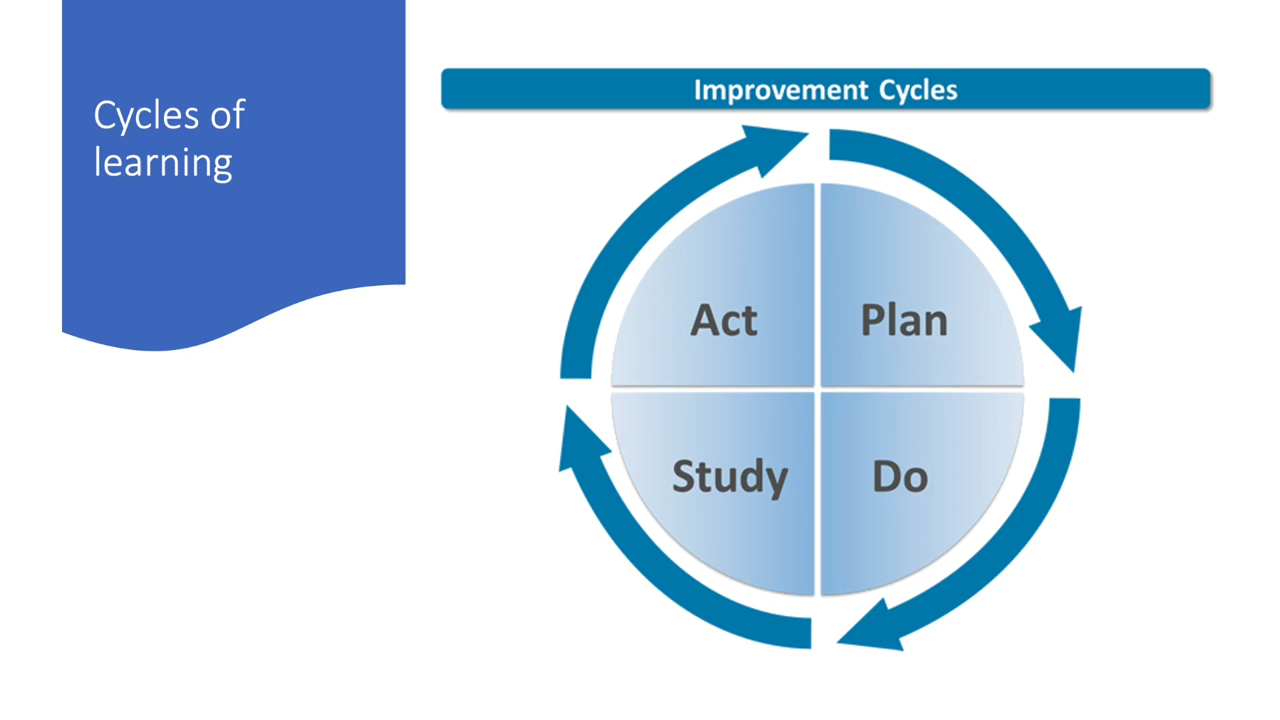 Cycles of
learning
Improvement Cycles
Act
Plan
Study
Do